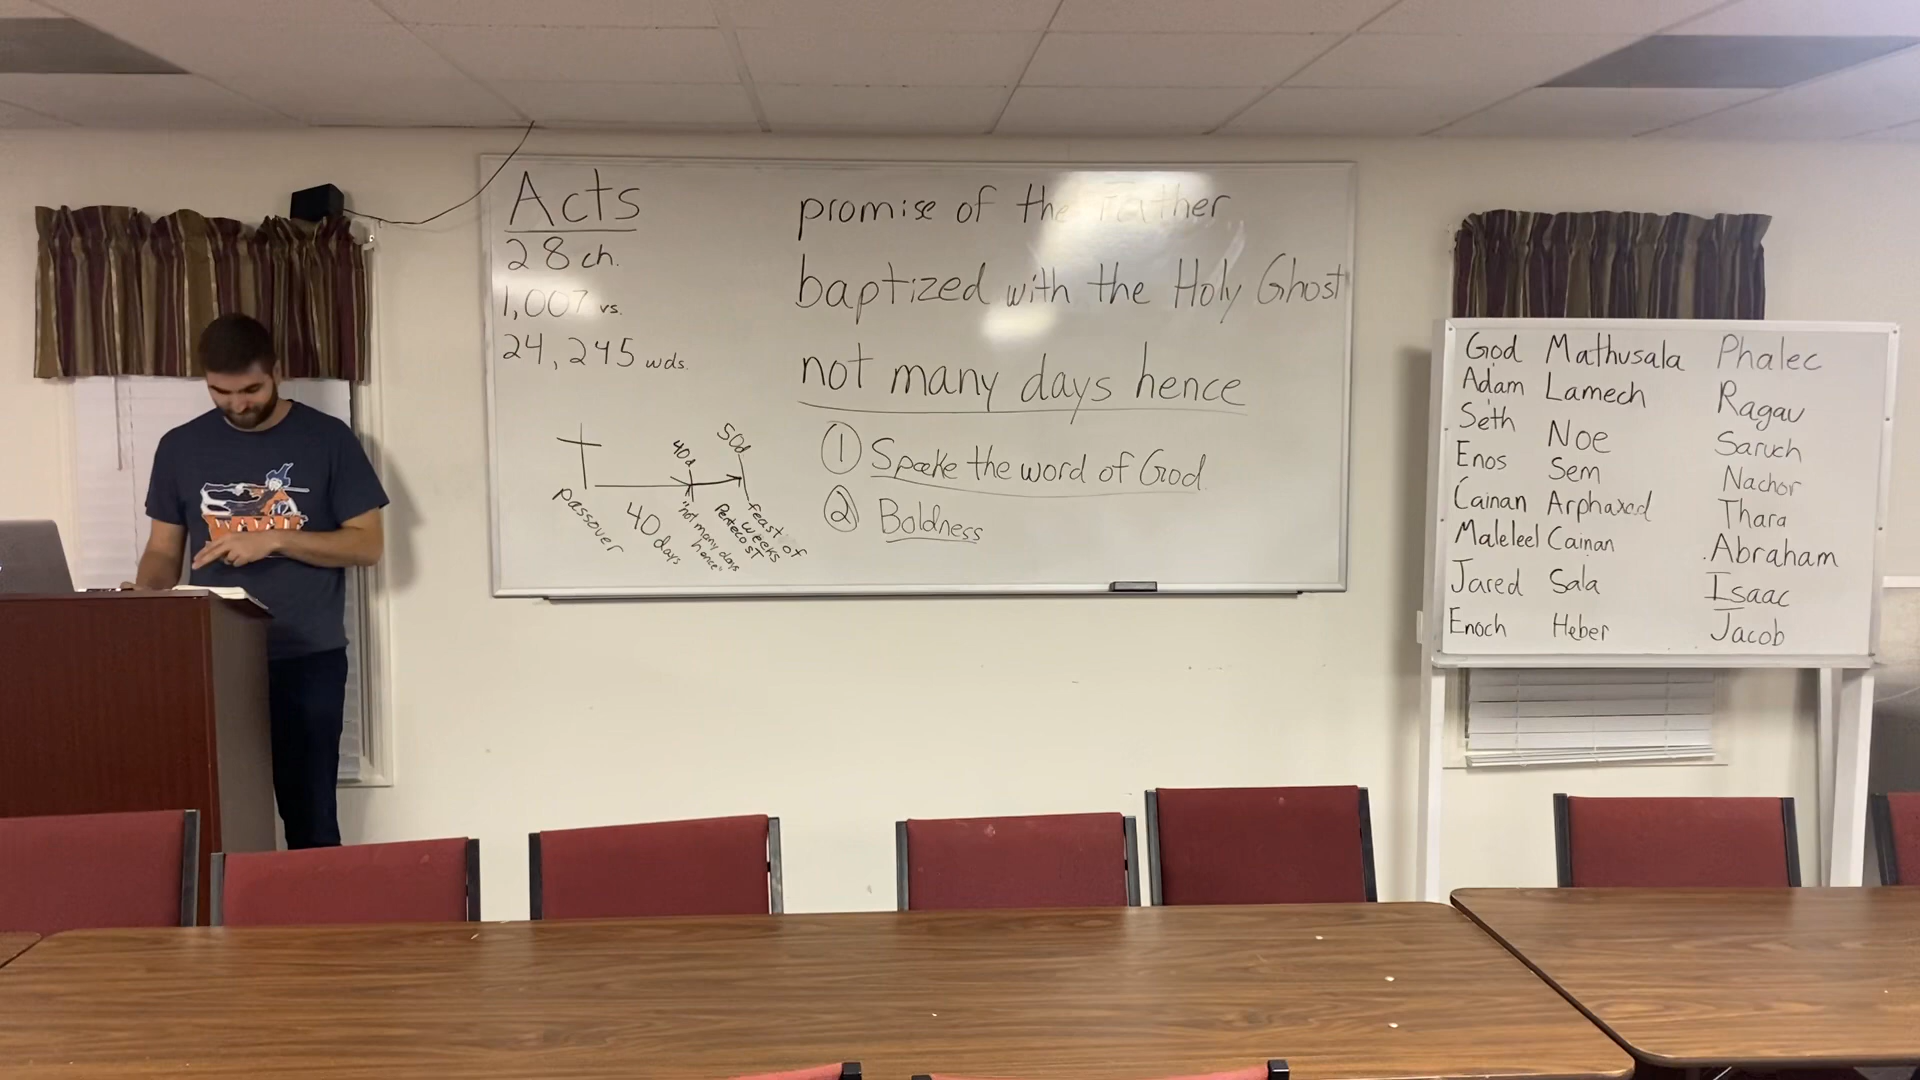 Acts
28 ch.
1,007 vs.
24,245 wds.
promise of the Father
baptized with the Holy Ghost
not many days hence
① Spake the word of God
② Boldness
passover
40 days
40d
"not many days
hence"
50d
feast of
weeks
Pentecost
God
Adam
Seth
Enos
Cainan
Maleleel
Jared
Enoch
Mathusala
Lamech
Noe
Sem
Arphaxad
Cainan
Sala
Heber
Phalec
Ragau
Saruch
Nachor
Thara
Abraham
Isaac
Jacob